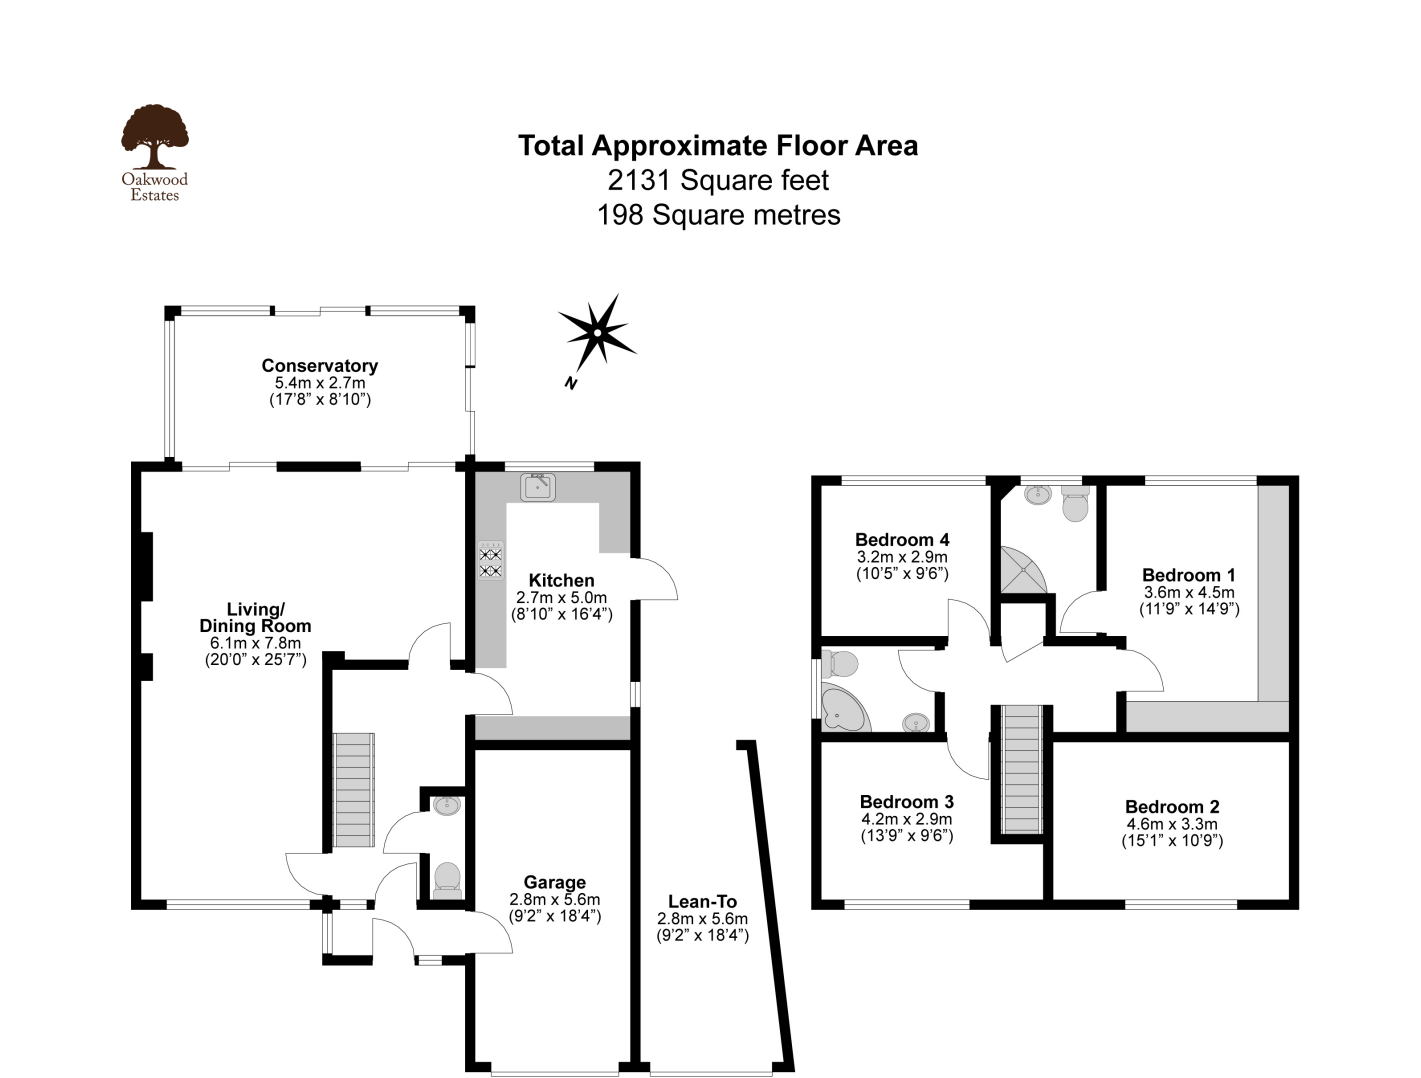 Oakwood
Estates
Total Approximate Floor Area
2131 Square feet
198 Square metres
N
Conservatory
5.4m x 2.7m
(17'8” x 8'10”)
Living/
Dining Room
6.1m x 7.8m
(20'0” x 25'7”)
Kitchen
2.7m x 5.0m
(8'10” x 16'4”)
Garage
2.8m x 5.6m
(9'2” x 18'4”)
Lean-To
2.8m x 5.6m
(9'2” x 18'4”)
Bedroom 4
3.2m x 2.9m
(10'5” x 9'6”)
Bedroom 1
3.6m x 4.5m
(11'9” x 14'9”)
Bedroom 3
4.2m x 2.9m
(13'9” x 9'6”)
Bedroom 2
4.6m x 3.3m
(15'1” x 10'9”)